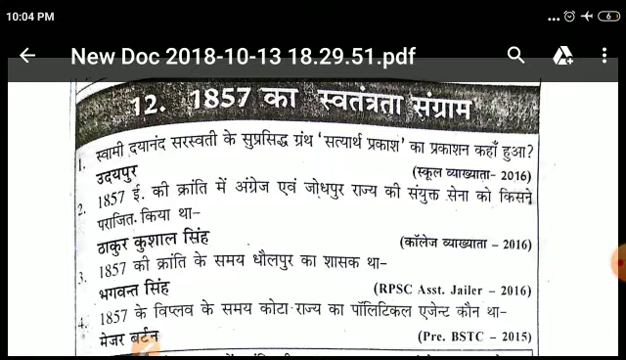 10:04 PM
... 6
New Doc 2018-10-13 18.29.51.pdf
12. 1857 का स्वतंत्रता संग्राम
1. स्वामी दयानंद सरस्वती के सुप्रसिद्ध ग्रंथ 'सत्यार्थ प्रकाश' का प्रकाशन कहाँ हुआ?
उदयपुर (स्कूल व्याख्याता- 2016)
2. 1857 ई. की क्रांति में अंग्रेज एवं जोधपुर राज्य की संयुक्त सेना को किसने
पराजित किया था–
ठाकुर कुशाल सिंह (कॉलेज व्याख्याता – 2016)
3. 1857 की क्रांति के समय धौलपुर का शासक था–
भगवन्त सिंह (RPSC Asst. Jailer – 2016)
4. 1857 के विप्लव के समय कोटा राज्य का पॉलिटिकल एजेन्ट कौन था–
मेजर बर्टन (Pre. BSTC – 2015)